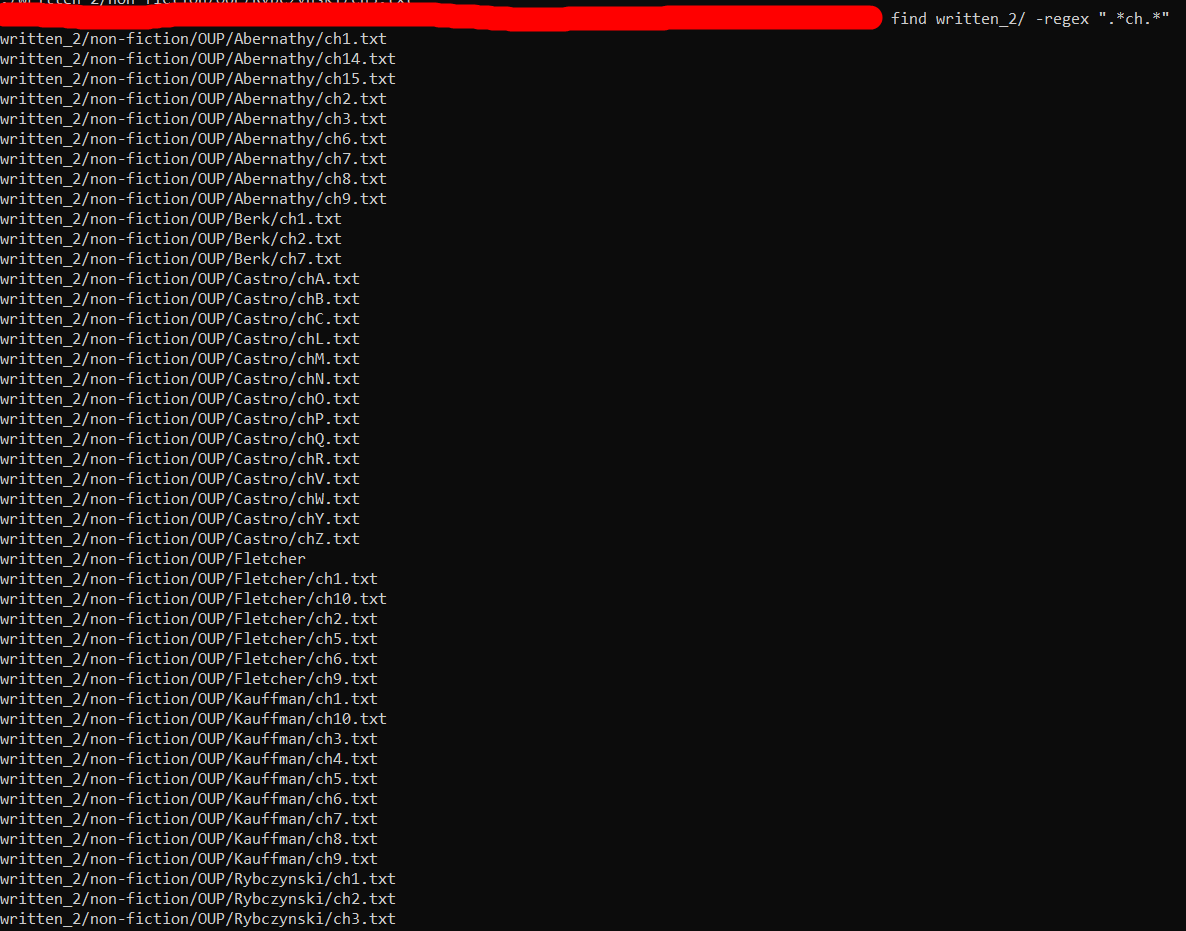 find written_2/ -regex ".*ch.*"
written_2/non-fiction/OUP/Abernathy/ch1.txt
written_2/non-fiction/OUP/Abernathy/ch14.txt
written_2/non-fiction/OUP/Abernathy/ch15.txt
written_2/non-fiction/OUP/Abernathy/ch2.txt
written_2/non-fiction/OUP/Abernathy/ch3.txt
written_2/non-fiction/OUP/Abernathy/ch6.txt
written_2/non-fiction/OUP/Abernathy/ch7.txt
written_2/non-fiction/OUP/Abernathy/ch8.txt
written_2/non-fiction/OUP/Abernathy/ch9.txt
written_2/non-fiction/OUP/Berk/ch1.txt
written_2/non-fiction/OUP/Berk/ch2.txt
written_2/non-fiction/OUP/Berk/ch7.txt
written_2/non-fiction/OUP/Castro/chA.txt
written_2/non-fiction/OUP/Castro/chB.txt
written_2/non-fiction/OUP/Castro/chC.txt
written_2/non-fiction/OUP/Castro/chL.txt
written_2/non-fiction/OUP/Castro/chM.txt
written_2/non-fiction/OUP/Castro/chN.txt
written_2/non-fiction/OUP/Castro/chO.txt
written_2/non-fiction/OUP/Castro/chP.txt
written_2/non-fiction/OUP/Castro/chQ.txt
written_2/non-fiction/OUP/Castro/chR.txt
written_2/non-fiction/OUP/Castro/chV.txt
written_2/non-fiction/OUP/Castro/chW.txt
written_2/non-fiction/OUP/Castro/chY.txt
written_2/non-fiction/OUP/Castro/chZ.txt
written_2/non-fiction/OUP/Fletcher
written_2/non-fiction/OUP/Fletcher/ch1.txt
written_2/non-fiction/OUP/Fletcher/ch10.txt
written_2/non-fiction/OUP/Fletcher/ch2.txt
written_2/non-fiction/OUP/Fletcher/ch5.txt
written_2/non-fiction/OUP/Fletcher/ch6.txt
written_2/non-fiction/OUP/Fletcher/ch9.txt
written_2/non-fiction/OUP/Kauffman/ch1.txt
written_2/non-fiction/OUP/Kauffman/ch10.txt
written_2/non-fiction/OUP/Kauffman/ch3.txt
written_2/non-fiction/OUP/Kauffman/ch4.txt
written_2/non-fiction/OUP/Kauffman/ch5.txt
written_2/non-fiction/OUP/Kauffman/ch6.txt
written_2/non-fiction/OUP/Kauffman/ch7.txt
written_2/non-fiction/OUP/Kauffman/ch8.txt
written_2/non-fiction/OUP/Kauffman/ch9.txt
written_2/non-fiction/OUP/Rybczynski/ch1.txt
written_2/non-fiction/OUP/Rybczynski/ch2.txt
written_2/non-fiction/OUP/Rybczynski/ch3.txt